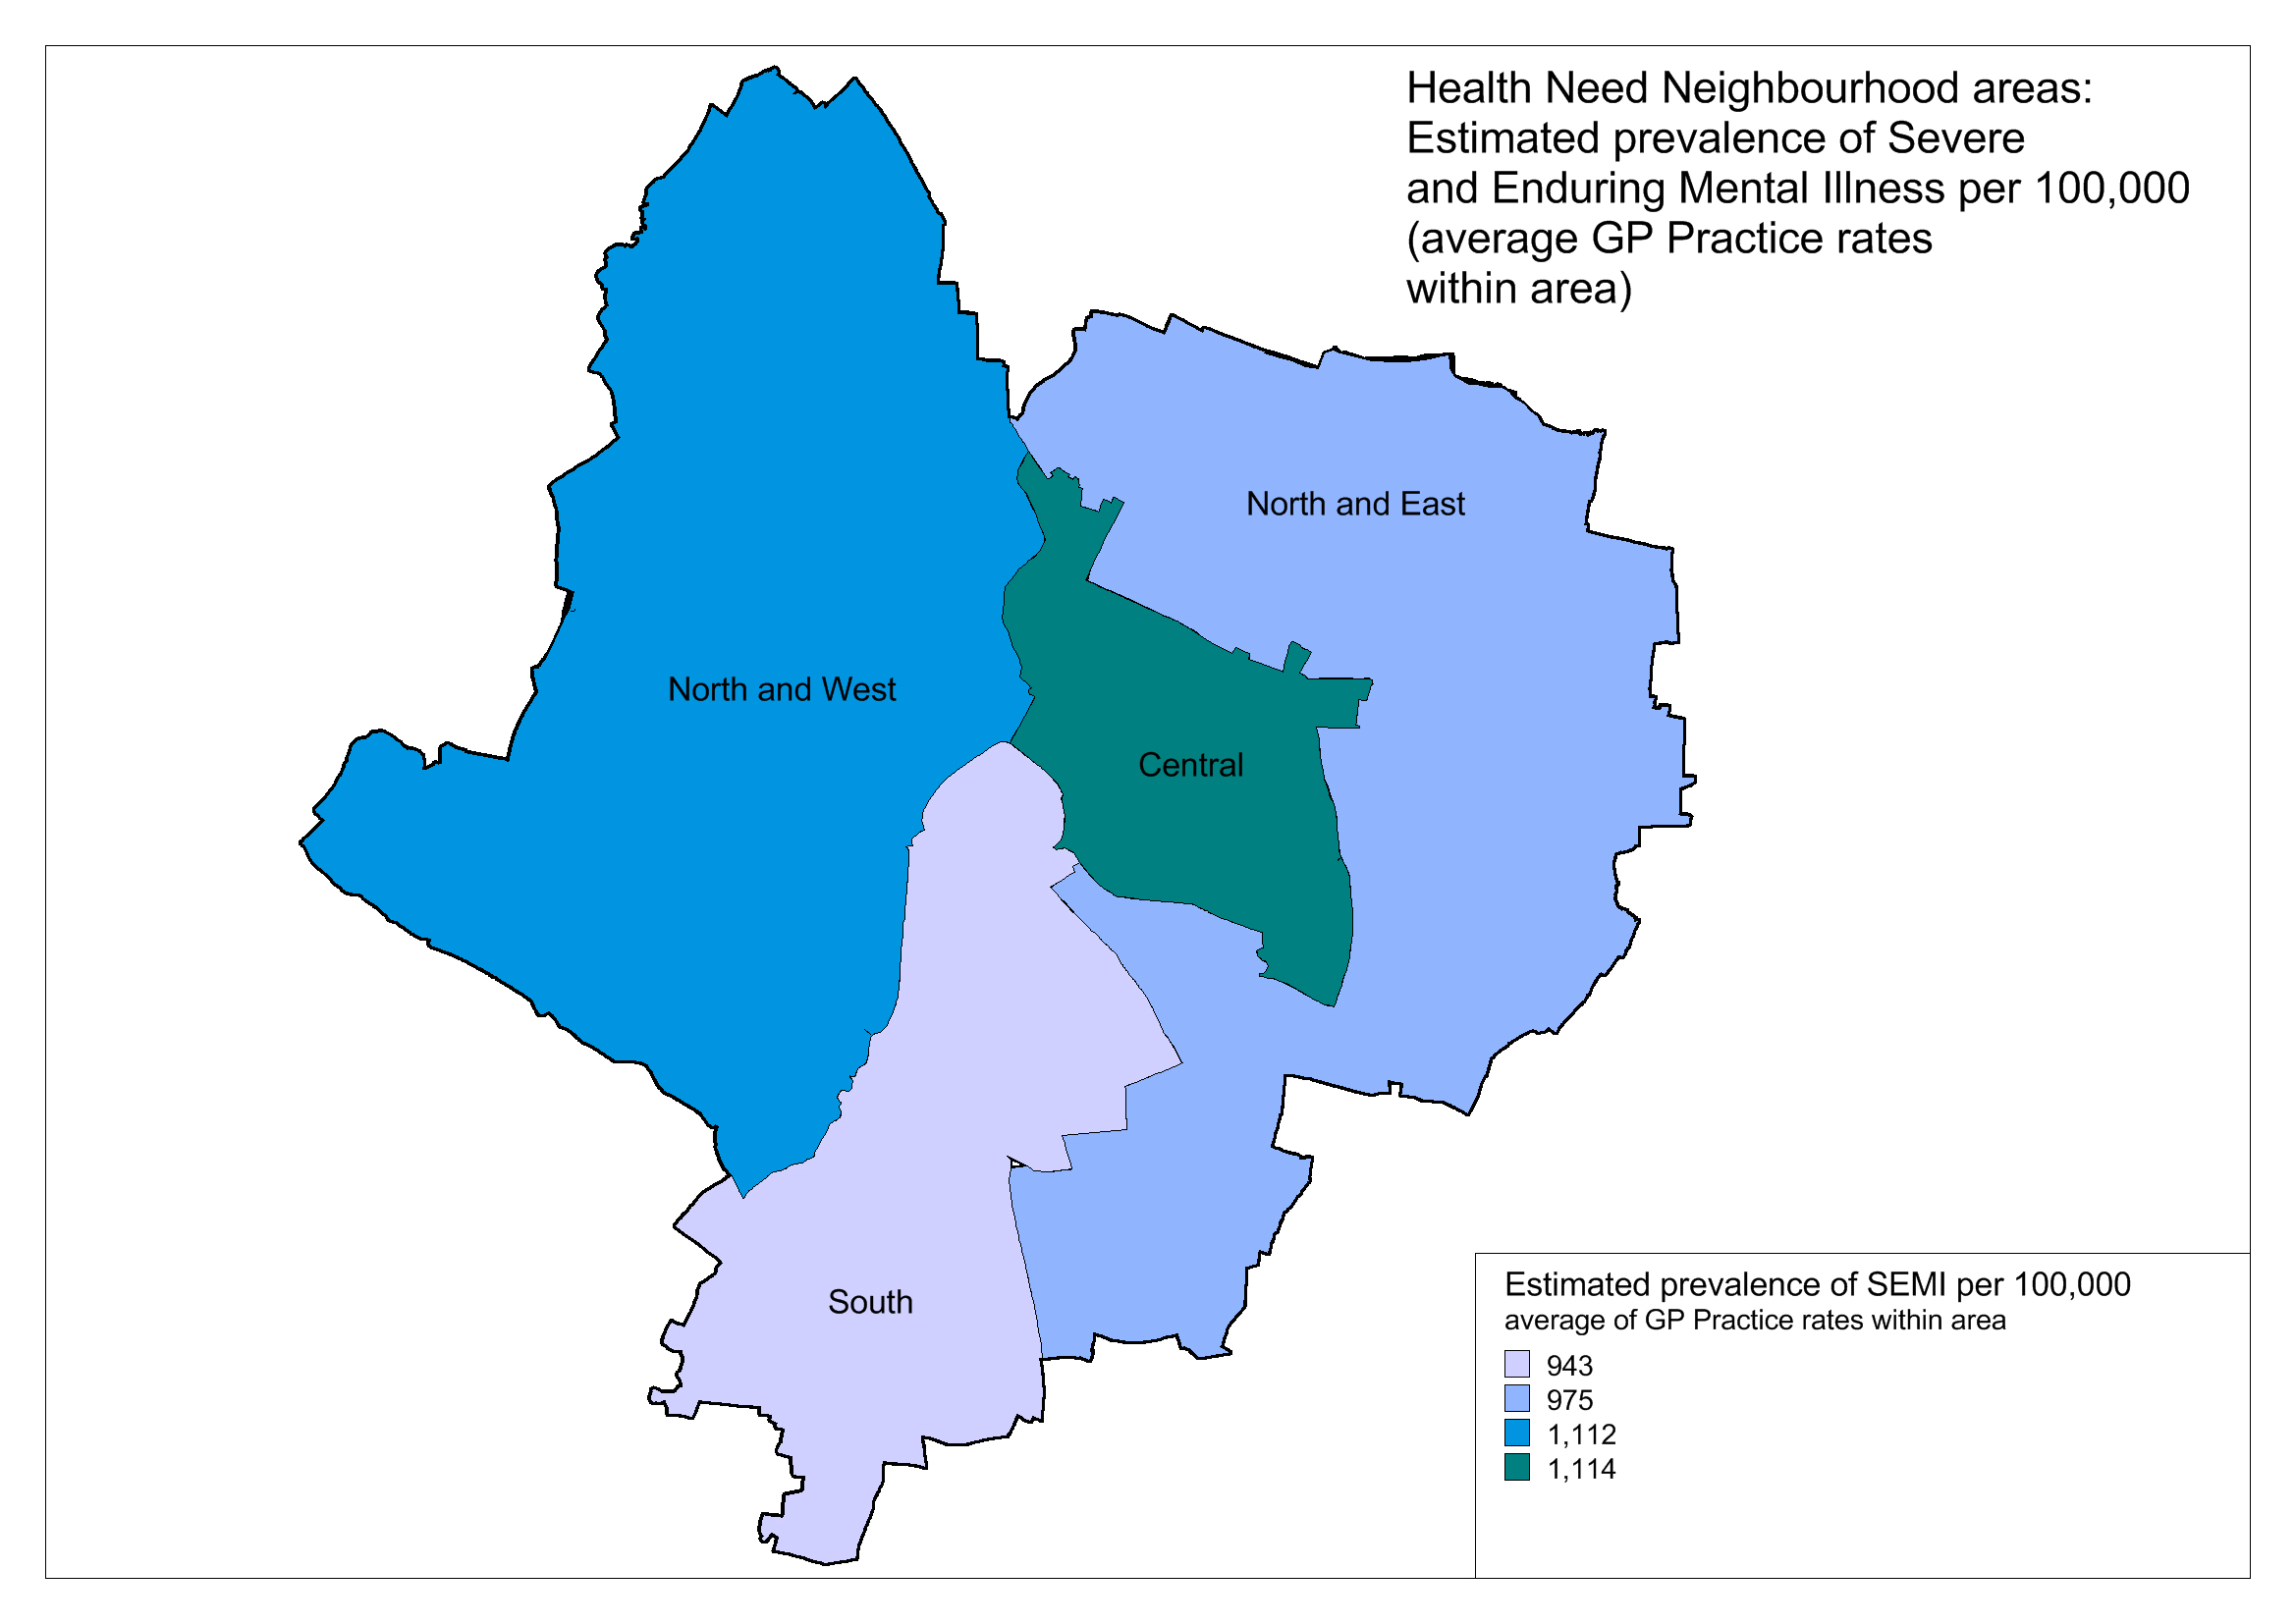 Health Need Neighbourhood areas:
Estimated prevalence of Severe
and Enduring Mental Illness per 100,000
(average GP Practice rates
within area)
North and East
North and West
Central
South
Estimated prevalence of SEMI per 100,000
average of GP Practice rates within area
943
975
1,112
1,114